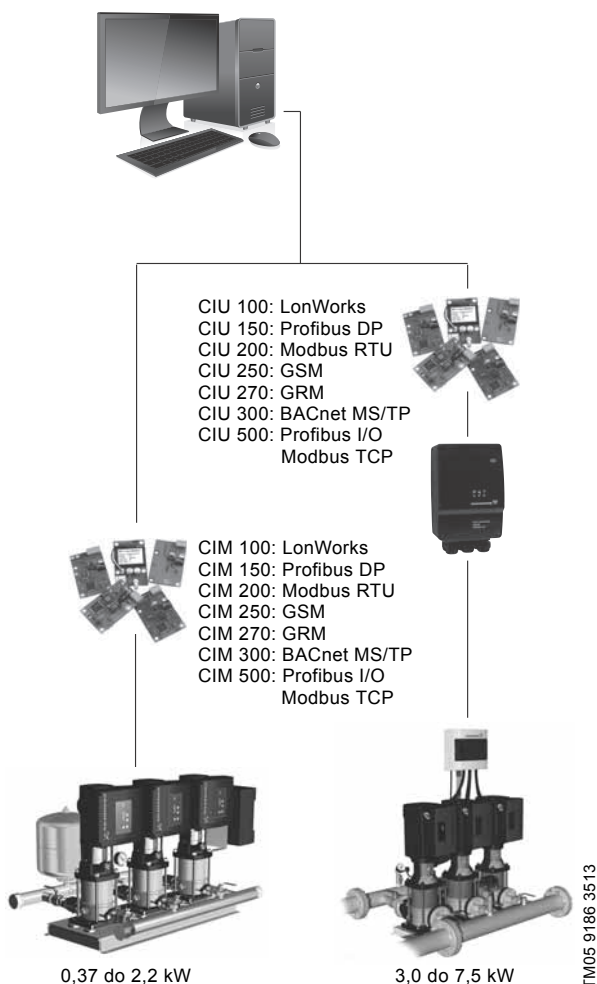 CIU 100: LonWorks
CIU 150: Profibus DP
CIU 200: Modbus RTU
CIU 250: GSM
CIU 270: GRM
CIU 300: BACnet MS/TP
CIU 500: Profibus I/O
Modbus TCP
CIM 100: LonWorks
CIM 150: Profibus DP
CIM 200: Modbus RTU
CIM 250: GSM
CIM 270: GRM
CIM 300: BACnet MS/TP
CIM 500: Profibus I/O
Modbus TCP
0,37 do 2,2 kW
3,0 do 7,5 kW
TM05 9186 3513